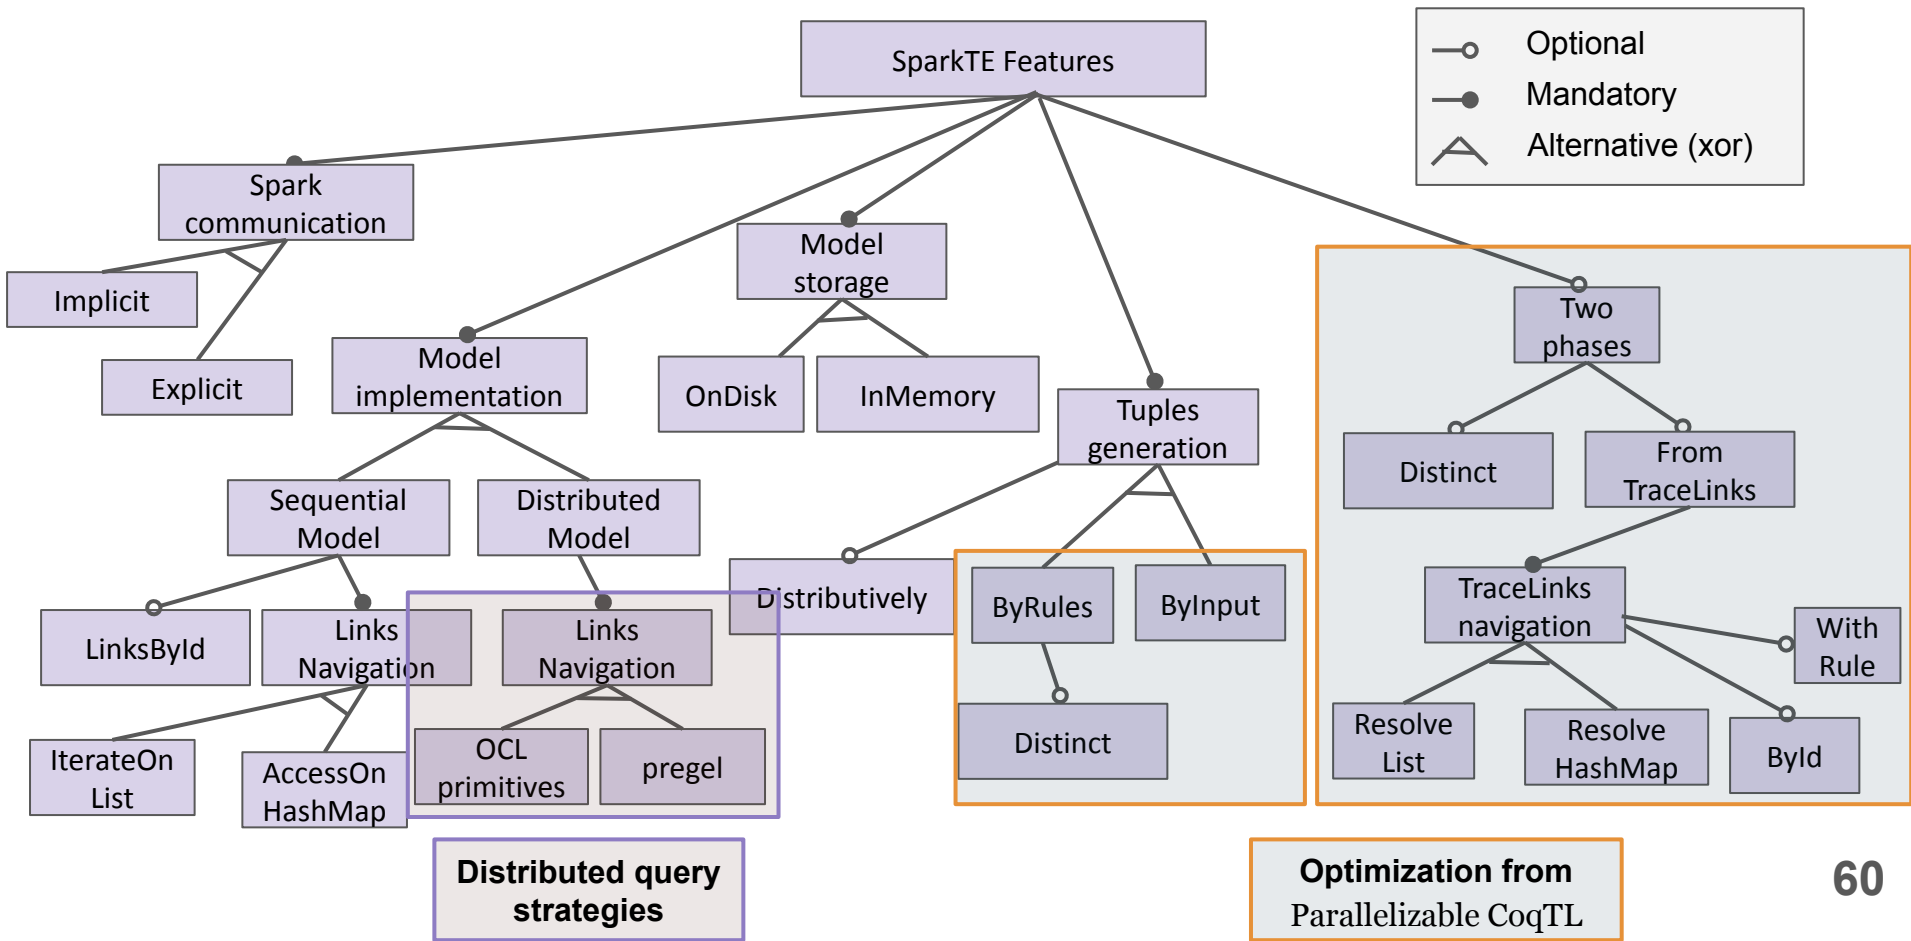 SparkTE Features
Optional
Mandatory
Alternative (xor)
Spark
communication
Implicit
Explicit
Model
implementation
Model
storage
OnDisk
InMemory
Tuples
generation
Two
phases
Distinct
From
TraceLinks
Sequential
Model
Distributed
Model
LinksById
Links
Navigation
Links
Navigation
Distributively
ByRules
ByInput
TraceLinks
navigation
With
Rule
IterateOn
List
AccessOn
HashMap
OCL
primitives
pregel
Distinct
Resolve
List
Resolve
HashMap
ById
Distributed query
strategies
Optimization from
Parallelizable CoqTL
60